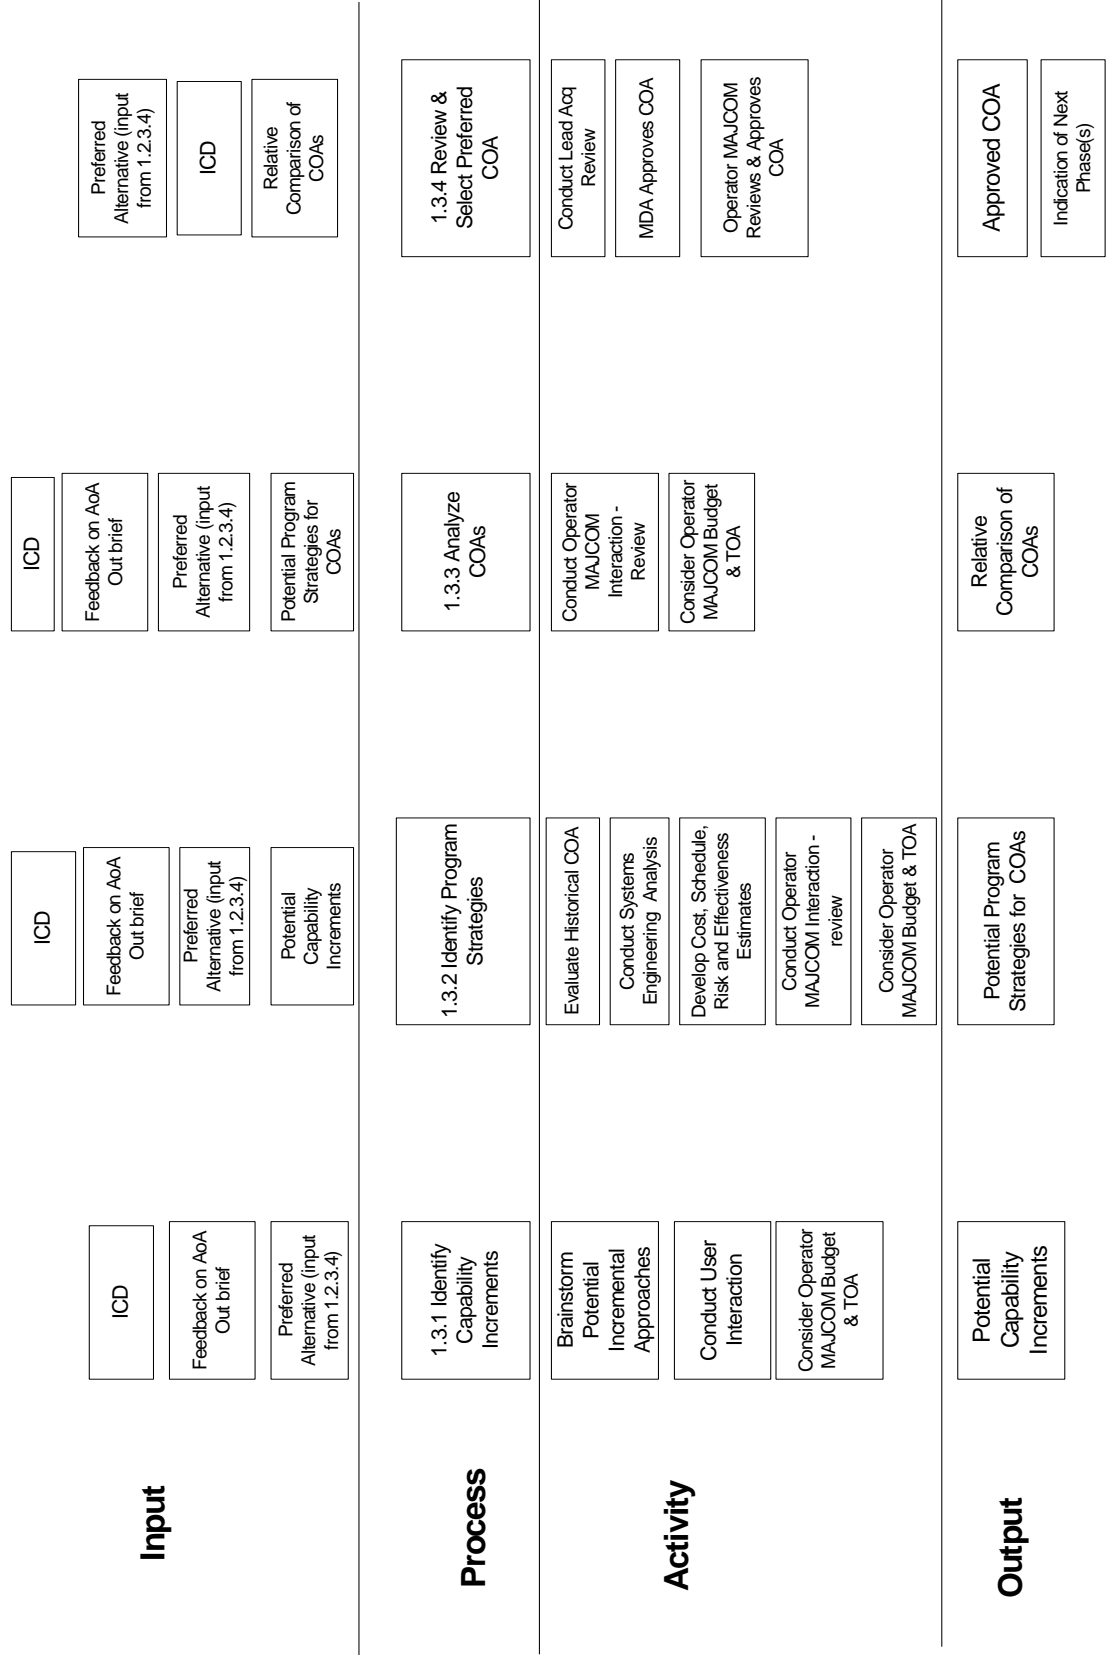 Input
ICD
Feedback on AoA
Out brief
Preferred
Alternative (input
from 1.2.3.4)
ICD
Feedback on AoA
Out brief
Preferred
Alternative (input
from 1.2.3.4)
Potential
Capability
Increments
ICD
Feedback on AoA
Out brief
Preferred
Alternative (input
from 1.2.3.4)
Potential Program
Strategies for
COAs
Preferred
Alternative (input
from 1.2.3.4)
ICD
Relative
Comparison of
COAs
Process
1.3.1 Identify
Capability
Increments
1.3.2 Identify Program
Strategies
1.3.3 Analyze
COAs
1.3.4 Review &
Select Preferred
COA
Activity
Brainstorm
Potential
Incremental
Approaches
Conduct User
Interaction
Consider Operator
MAJCOM Budget
& TOA
Evaluate Historical COA
Conduct Systems
Engineering Analysis
Develop Cost, Schedule,
Risk and Effectiveness
Estimates
Conduct Operator
MAJCOM Interaction -
review
Consider Operator
MAJCOM Budget & TOA
Conduct Operator
MAJCOM
Interaction -
Review
Consider Operator
MAJCOM Budget
& TOA
Conduct Lead Acq
Review
MDA Approves COA
Operator MAJCOM
Reviews & Approves
COA
Output
Potential
Capability
Increments
Potential Program
Strategies for COAs
Relative
Comparison of
COAs
Approved COA
Indication of Next
Phase(s)